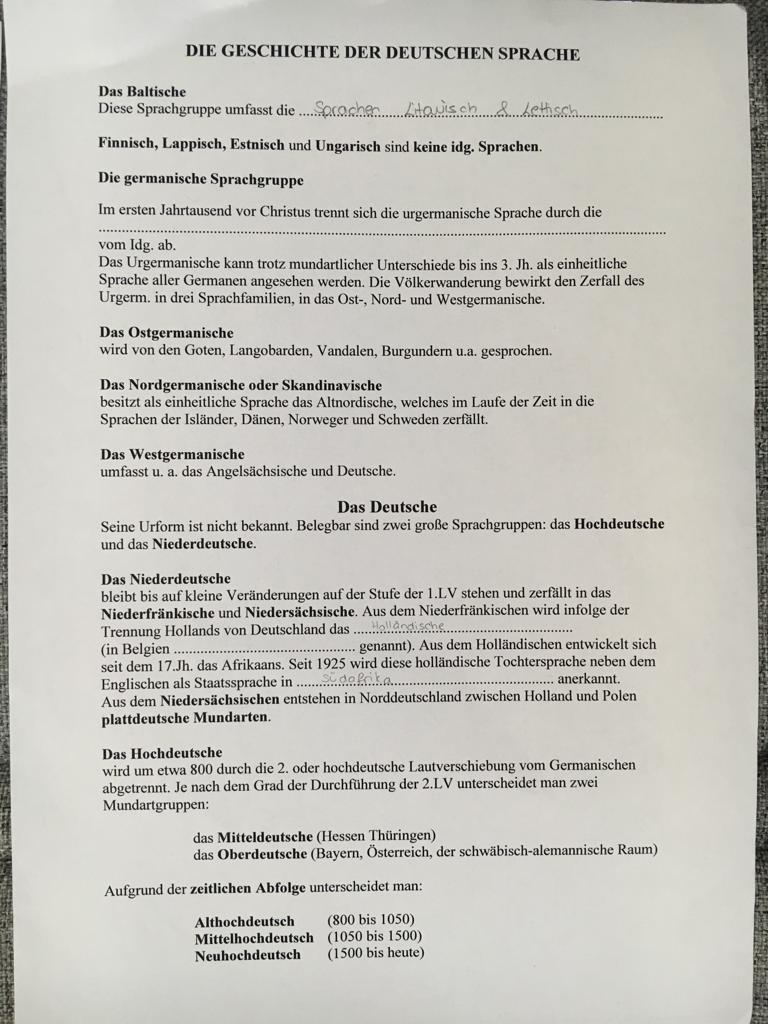 DIE GESCHICHTE DER DEUTSCHEN SPRACHE
Das Baltische
Diese Sprachgruppe umfasst die ....Sprachen Litauisch & Lettisch....
Finnisch, Lappisch, Estnisch und Ungarisch sind keine idg. Sprachen.
Die germanische Sprachgruppe
Im ersten Jahrtausend vor Christus trennt sich die urgermanische Sprache durch die
....................................................................................
vom Idg. ab.
Das Urgermanische kann trotz mundartlicher Unterschiede bis ins 3. Jh. als einheitliche
Sprache aller Germanen angesehen werden. Die Völkerwanderung bewirkt den Zerfall des
Urgerm. in drei Sprachfamilien, in das Ost-, Nord- und Westgermanische.
Das Ostgermanische
wird von den Goten, Langobarden, Vandalen, Burgundern u.a. gesprochen.
Das Nordgermanische oder Skandinavische
besitzt als einheitliche Sprache das Altnordische, welches im Laufe der Zeit in die
Sprachen der Isländer, Dänen, Norweger und Schweden zerfällt.
Das Westgermanische
umfasst u. a. das Angelsächsische und Deutsche.
Das Deutsche
Seine Urform ist nicht bekannt. Belegbar sind zwei große Sprachgruppen: das Hochdeutsche
und das Niederdeutsche.
Das Niederdeutsche
bleibt bis auf kleine Veränderungen auf der Stufe der 1.LV stehen und zerfällt in das
Niederfränkische und Niedersächsische. Aus dem Niederfränkischen wird infolge der
Trennung Hollands von Deutschland das ....Holländische....
(in Belgien .................................................. genannt). Aus dem Holländischen entwickelt sich
seit dem 17.Jh. das Afrikaans. Seit 1925 wird diese holländische Tochtersprache neben dem
Englischen als Staatssprache in ....Südafrika.... anerkannt.
Aus dem Niedersächsischen entstehen in Norddeutschland zwischen Holland und Polen
plattdeutsche Mundarten.
Das Hochdeutsche
wird um etwa 800 durch die 2. oder hochdeutsche Lautverschiebung vom Germanischen
abgetrennt. Je nach dem Grad der Durchführung der 2.LV unterscheidet man zwei
Mundartgruppen:
das Mitteldeutsche (Hessen Thüringen)
das Oberdeutsche (Bayern, Österreich, der schwäbisch-alemannische Raum)
Aufgrund der zeitlichen Abfolge unterscheidet man:
Althochdeutsch (800 bis 1050)
Mittelhochdeutsch (1050 bis 1500)
Neuhochdeutsch (1500 bis heute)